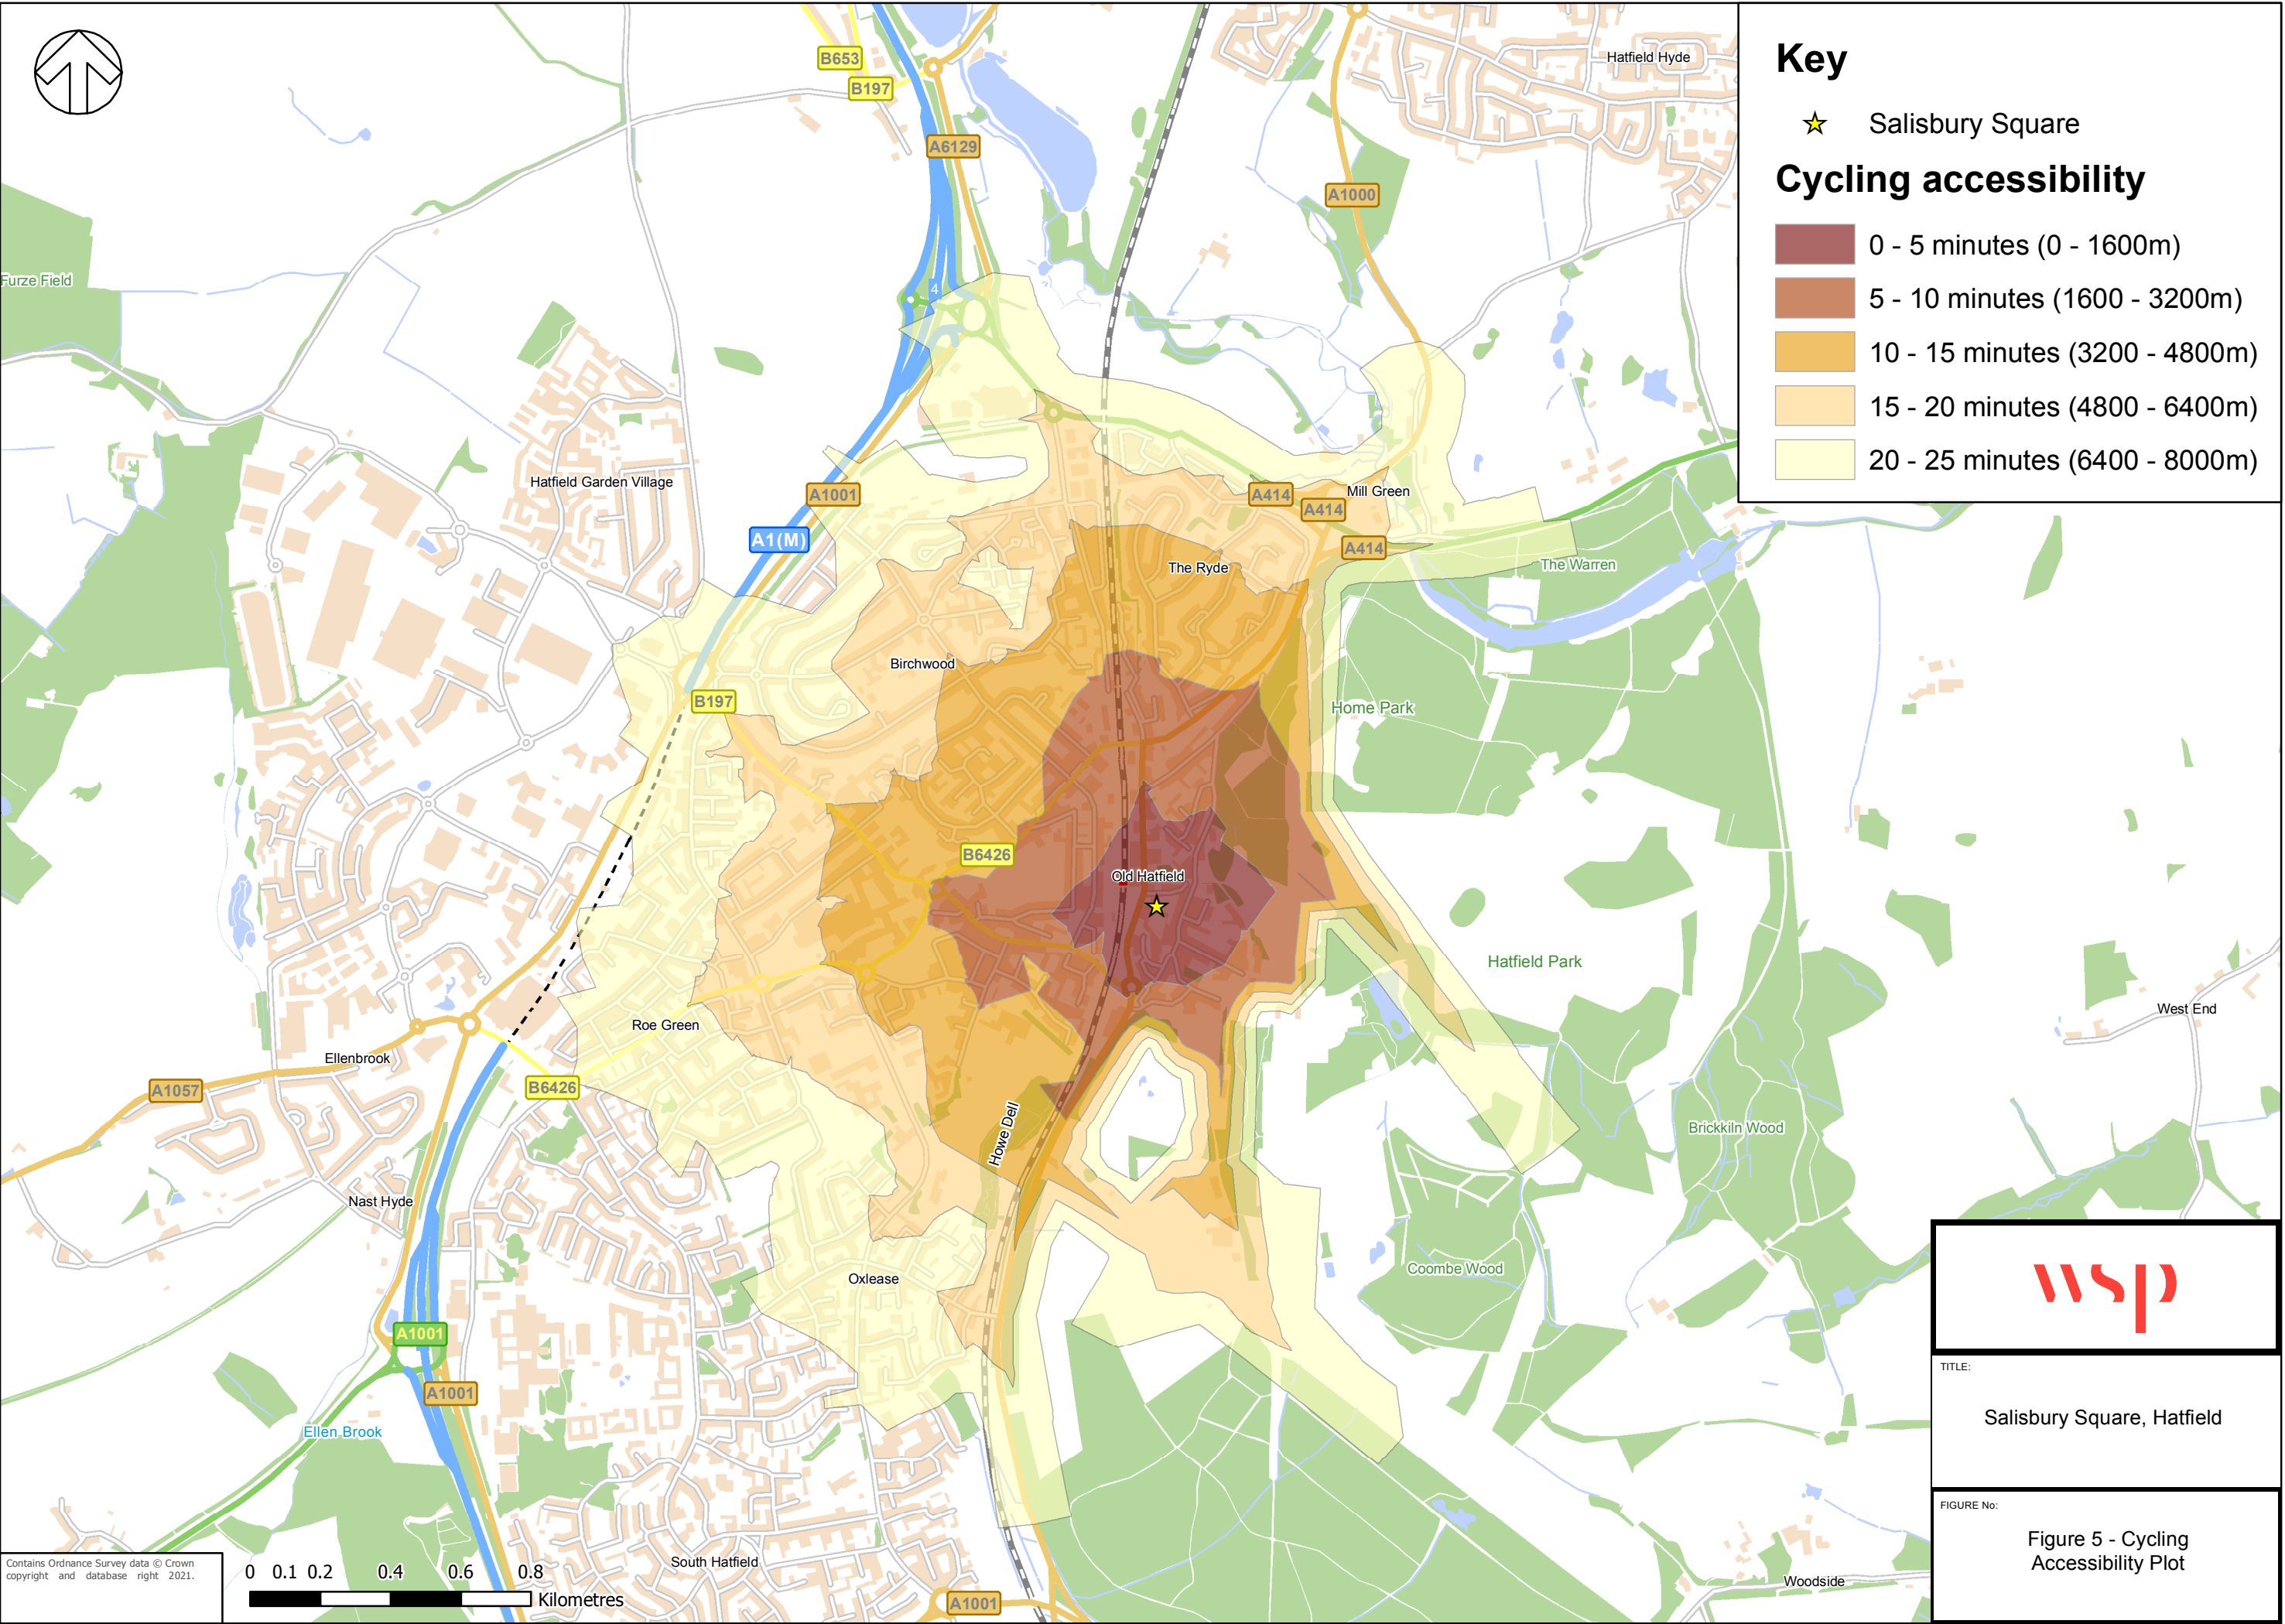 Key
Salisbury Square
Cycling accessibility
0 - 5 minutes (0 - 1600m)
5 - 10 minutes (1600 - 3200m)
10 - 15 minutes (3200 - 4800m)
15 - 20 minutes (4800 - 6400m)
20 - 25 minutes (6400 - 8000m)
B653
B197
Hatfield Hyde
A6129
A1000
Furze Field
4
Hatfield Garden Village
A1001
A414
Mill Green
A414
A1(M)
A414
The Ryde
The Warren
Birchwood
B197
Home Park
B6426
Old Hatfield
Hatfield Park
West End
Roe Green
Ellenbrook
A1057
B6426
Howe Dell
Brickkiln Wood
Nast Hyde
Coombe Wood
Oxlease
A1001
A1001
Ellen Brook
South Hatfield
A1001
Woodside
wsp
TITLE:
Salisbury Square, Hatfield
FIGURE No:
Figure 5 - Cycling
Accessibility Plot
Contains Ordnance Survey data © Crown
copyright and database right 2021.
0 0.1 0.2 0.4 0.6 0.8
Kilometres